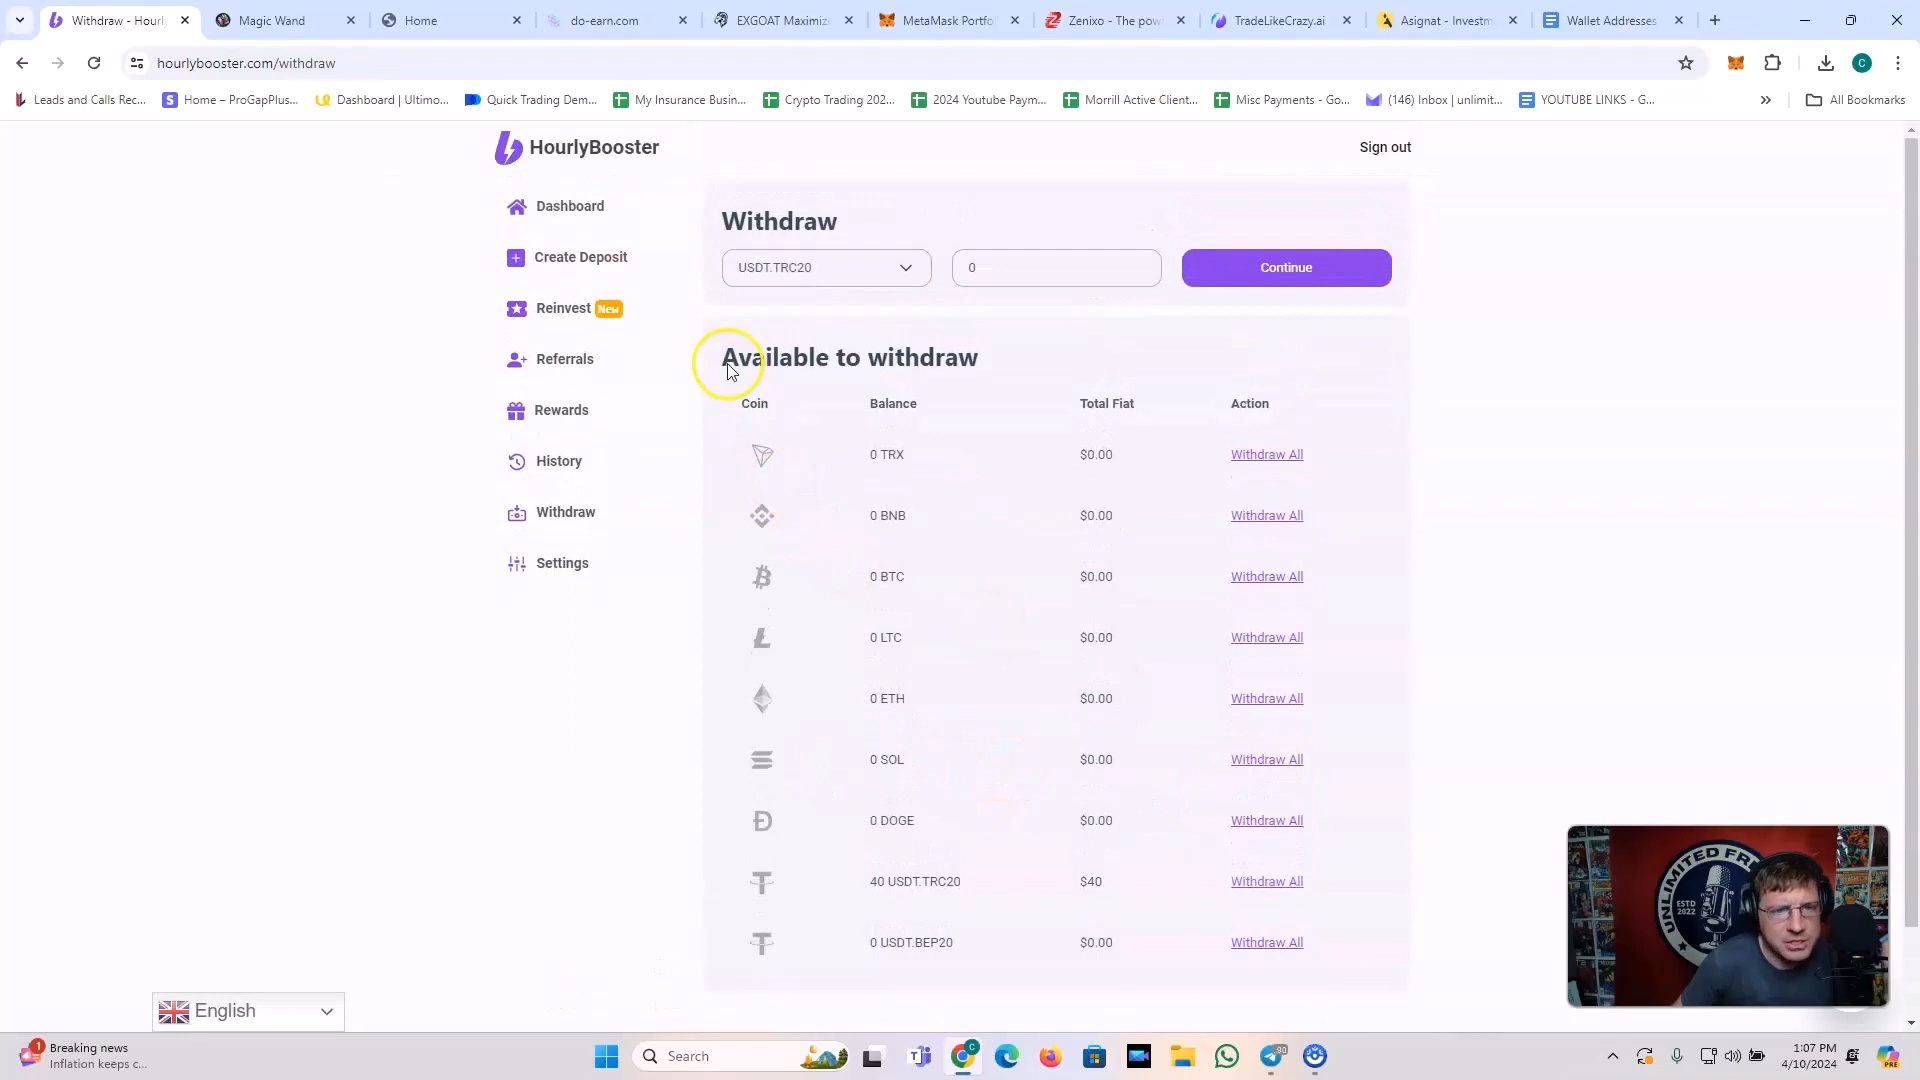 Withdraw - Hourly
Magic Wand
Home
do-earn.com
EXGOAT Maximiz
MetaMask Portfo
Zenixo - The pow
TradeLikeCrazy.ai
Asignat - Investm
Wallet Addresses
hourlybooster.com/withdraw
C
Leads and Calls Rec...
Home – ProGapPlus...
Dashboard | Ultimo...
Quick Trading Dem...
My Insurance Busin...
Crypto Trading 202...
2024 Youtube Paym...
Morrill Active Client...
Misc Payments - Go...
(146) Inbox | unlimit...
YOUTUBE LINKS - G...
All Bookmarks
HourlyBooster
Sign out
Dashboard
Create Deposit
Reinvest New
Referrals
Rewards
History
Withdraw
Settings
Withdraw
USDT.TRC20
0
Continue
Available to withdraw
Coin Balance Total Fiat Action
0 TRX $0.00 Withdraw All
0 BNB $0.00 Withdraw All
0 BTC $0.00 Withdraw All
0 LTC $0.00 Withdraw All
0 ETH $0.00 Withdraw All
0 SOL $0.00 Withdraw All
0 DOGE $0.00 Withdraw All
40 USDT.TRC20 $40 Withdraw All
0 USDT.BEP20 $0.00 Withdraw All
UNLIMITED
ESTD
2022
English
1
Breaking news
Inflation keeps c...
Search
C
90
1:07 PM
4/10/2024
PRE